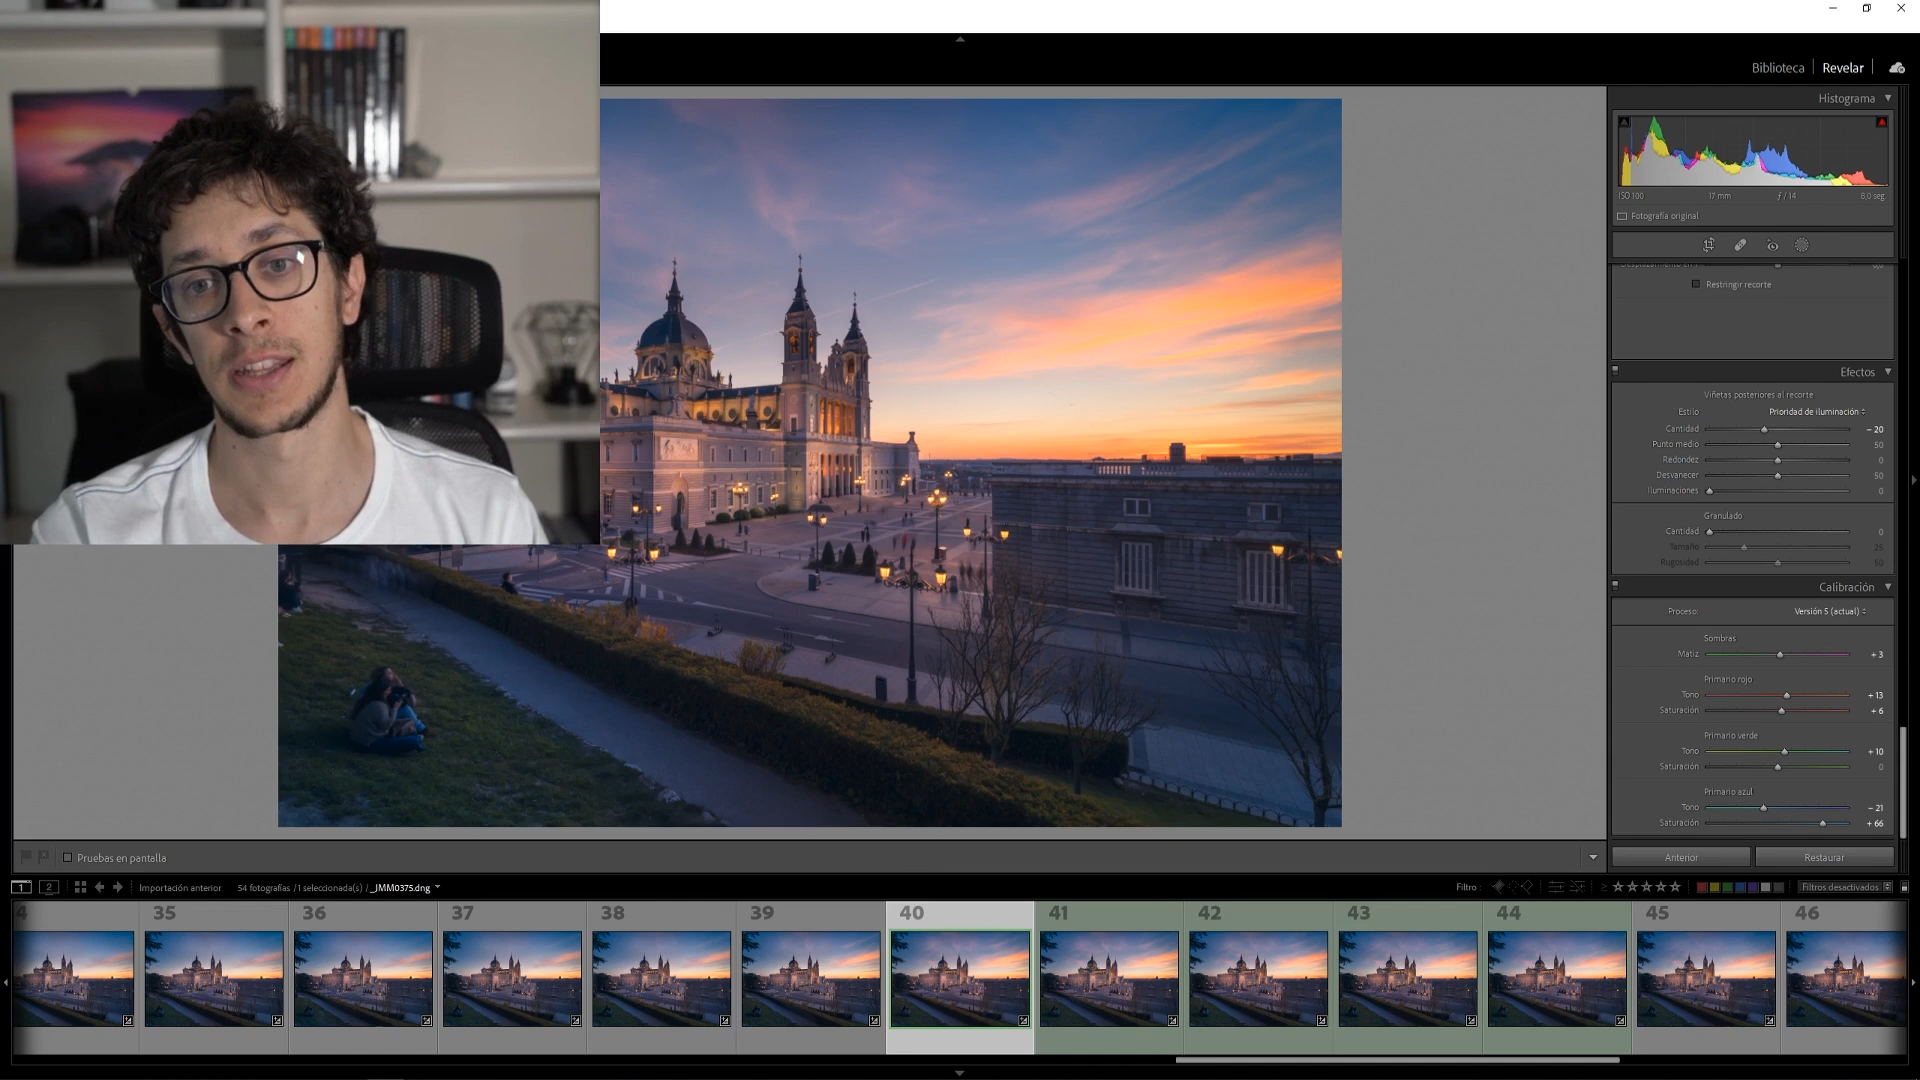 Biblioteca | Revelar
Histograma
ISO 100 17 mm ƒ / 14 8,0 seg
Fotografía original
Restringir recorte
Efectos
Viñetas posteriores al recorte
Estilo Prioridad de iluminación
Cantidad − 20
Punto medio 50
Redondez 0
Desvanecer 50
Iluminaciones 0
Granulado
Cantidad 0
Tamaño 25
Rugosidad 50
Calibración
Proceso: Versión 5 (actual)
Sombras
Matiz + 3
Primario rojo
Tono + 13
Saturación + 6
Primario verde
Tono + 10
Saturación 0
Primario azul
Tono − 21
Saturación + 66
Anterior Restaurar
Pruebas en pantalla
1 2 Importación anterior 54 fotografías / 1 seleccionada(s) / _JMM0375.dng Filtro : Filtros desactivados
4 35 36 37 38 39 40 41 42 43 44 45 46